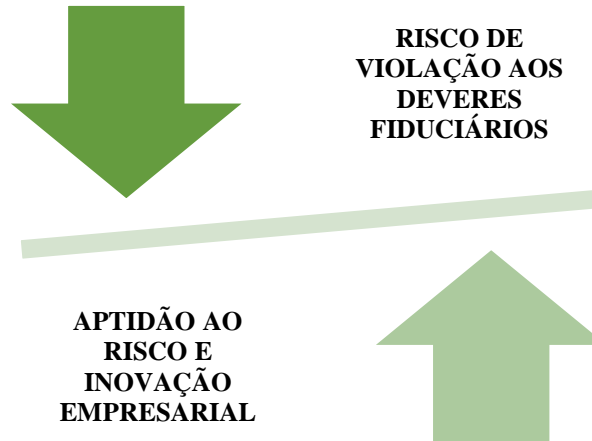 RISCO DE
VIOLAÇÃO AOS
DEVERES
FIDUCIÁRIOS
APTIDÃO AO
RISCO E
INOVAÇÃO
EMPRESARIAL